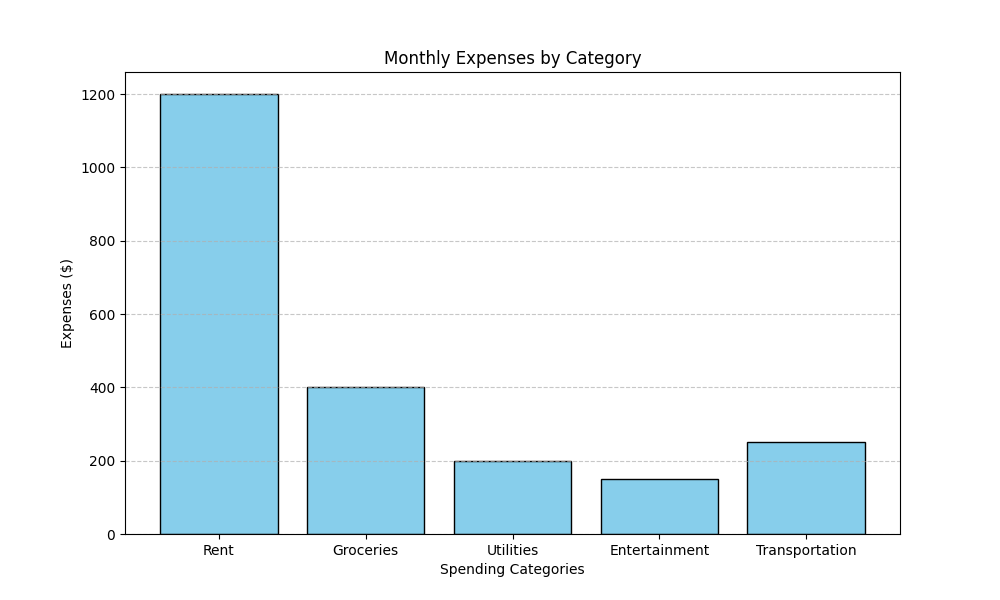 Monthly Expenses by Category
Expenses ($)
1200
1000
800
600
400
200
0
Rent Groceries Utilities Entertainment Transportation
Spending Categories